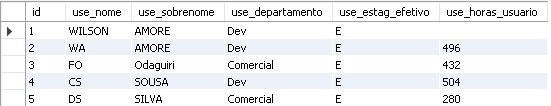 id use_nome use_sobrenome use_departamento use_estag_efetivo use_horas_usuario
1 WILSON AMORE Dev E
2 WA AMORE Dev E 496
3 FO Odaguiri Comercial E 432
4 CS SOUSA Dev E 504
5 DS SILVA Comercial E 280